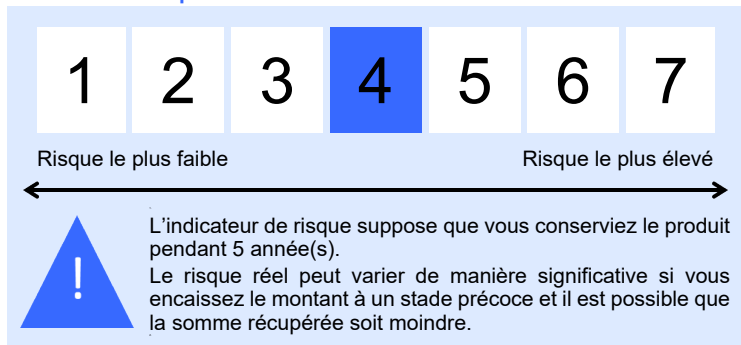 1 2 3 4 5 6 7
Risque le plus faible Risque le plus élevé
!
L'indicateur de risque suppose que vous conserviez le produit
pendant 5 année(s).
Le risque réel peut varier de manière significative si vous
encaissez le montant à un stade précoce et il est possible que
la somme récupérée soit moindre.